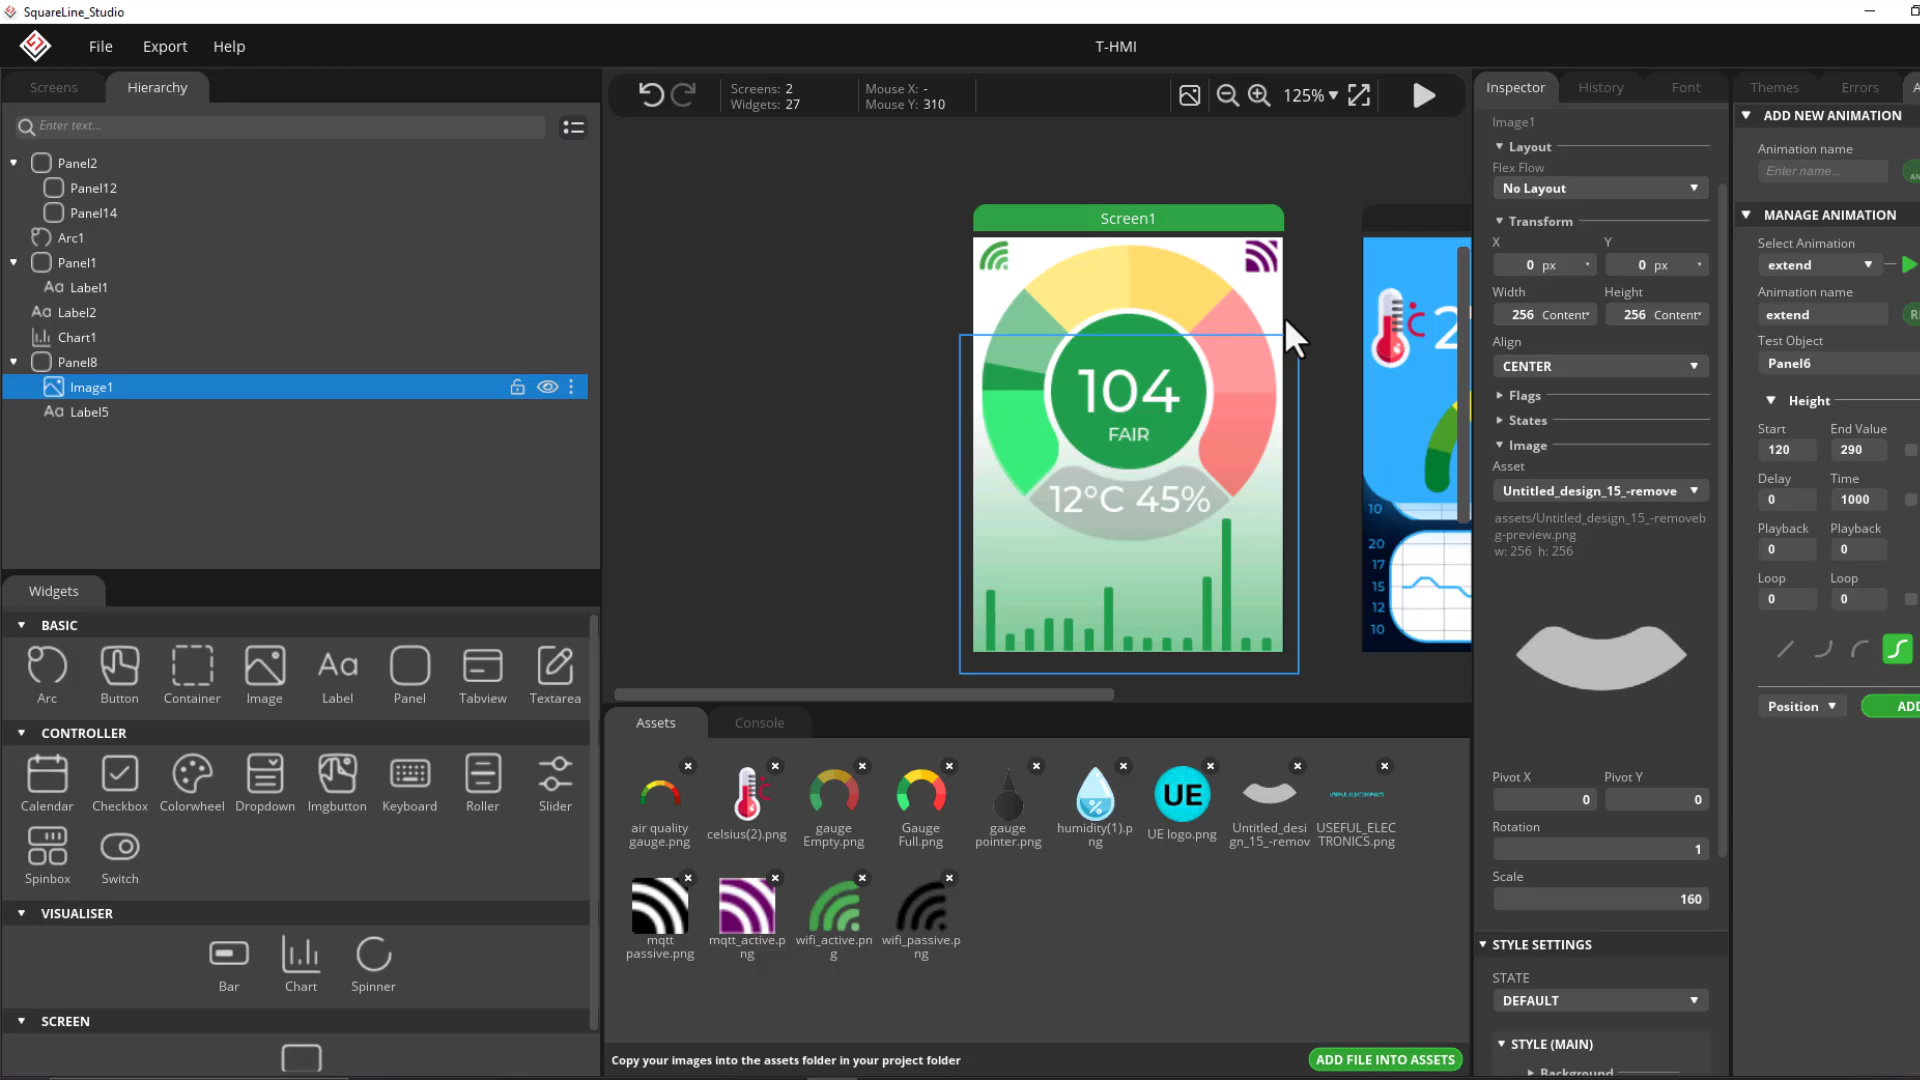 SquareLine_Studio
File
Export
Help
T-HMI
Screens
Hierarchy
Enter text...
Panel2
Panel12
Panel14
Arc1
Panel1
Label1
Label2
Chart1
Panel8
Image1
Label5
Widgets
BASIC
Arc
Button
Container
Image
Label
Panel
Tabview
Textarea
CONTROLLER
Calendar
Checkbox
Colorwheel
Dropdown
Imgbutton
Keyboard
Roller
Slider
Spinbox
Switch
VISUALISER
Bar
Chart
Spinner
SCREEN
Screens: 2
Widgets: 27
Mouse X: -
Mouse Y: 310
125%
Screen1
104
FAIR
12°C 45%
10
20
17
15
12
10
Assets
Console
air quality
gauge.png
celsius(2).png
gauge
Empty.png
Gauge
Full.png
gauge
pointer.png
humidity(1).p
ng
UE
UE logo.png
Untitled_desi
gn_15_-remov
USEFUL_ELEC
TRONICS.png
mqtt
passive.png
mqtt_active.p
ng
wifi_active.pn
g
wifi_passive.p
ng
Copy your images into the assets folder in your project folder
ADD FILE INTO ASSETS
Inspector
History
Font
Image1
Layout
Flex Flow
No Layout
Transform
X
Y
0 px
0 px
Width
Height
256 Content
256 Content
Align
CENTER
Flags
States
Image
Asset
Untitled_design_15_-remove
assets/Untitled_design_15_-removeb
g-preview.png
w: 256 h: 256
Pivot X
Pivot Y
0
0
Rotation
1
Scale
160
STYLE SETTINGS
STATE
DEFAULT
STYLE (MAIN)
Background
Themes
Errors
ADD NEW ANIMATION
Animation name
Enter name...
MANAGE ANIMATION
Select Animation
extend
Animation name
extend
Test Object
Panel6
Height
Start
End Value
120
290
Delay
Time
0
1000
Playback
Playback
0
0
Loop
Loop
0
0
Position
ADD